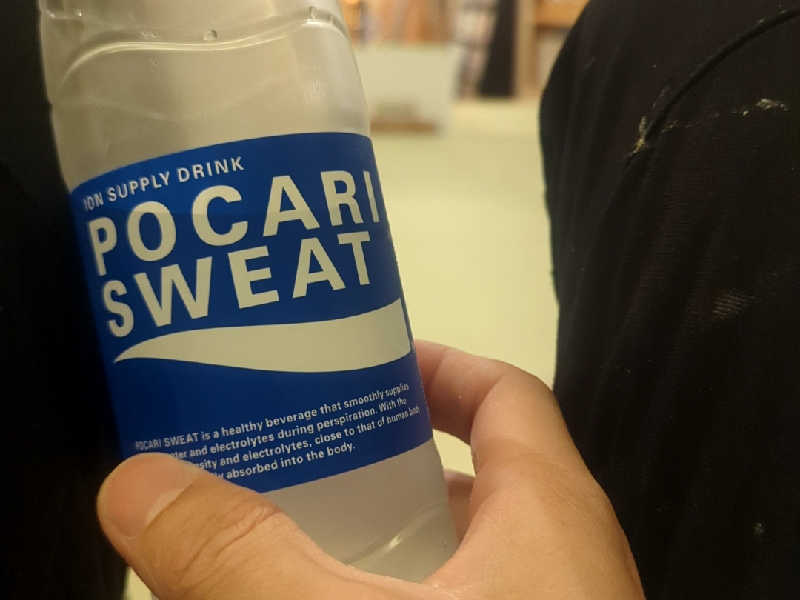 ION SUPPLY DRINK
POCARI
SWEAT
POCARI SWEAT is a healthy beverage that smoothly supplies
and electrolytes during perspiration. With the
and electrolytes, close to that of human body
absorbed into the body.